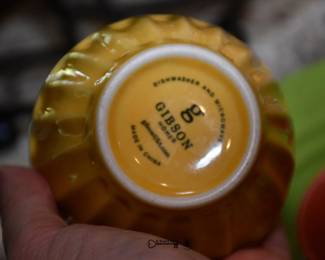 DISHWASHER AND MICROWAVE
g
GIBSON
HOME
MADE IN CHINA